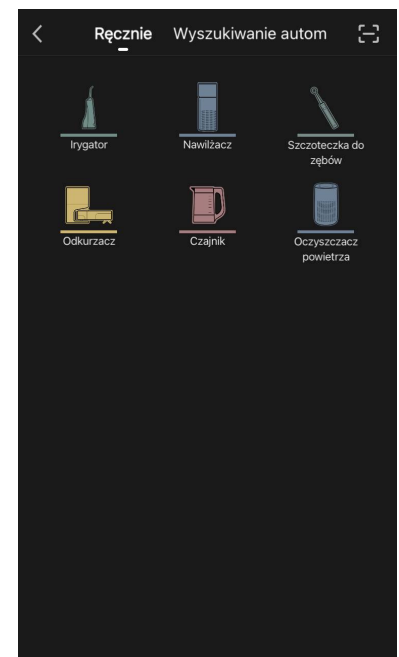 Ręcznie Wyszukiwanie autom
Irygator Nawilżacz Szczoteczka do
zębów
Odkurzacz Czajnik Oczyszczacz
powietrza